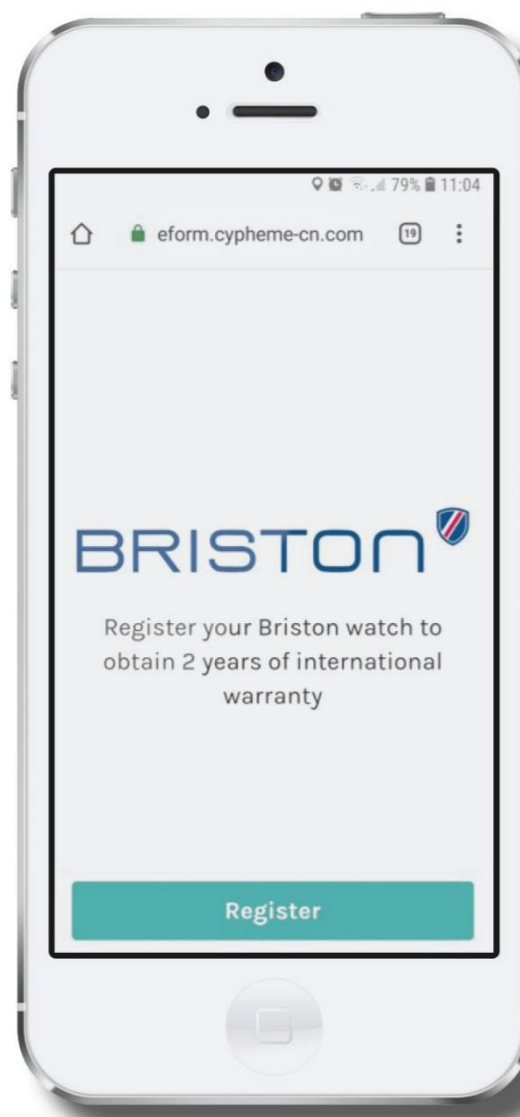 79% 11:04
eform.cypheme-cn.com 19
BRISTON
Register your Briston watch to
obtain 2 years of international
warranty
Register